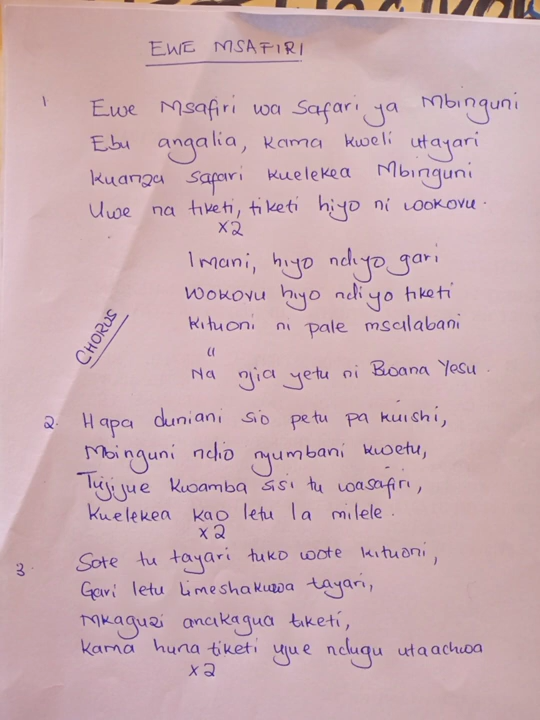 EWE MSAFIRI
1 Ewe Msafiri wa safari ya Mbinguni
Ebu angalia, kama kweli utayari
Kuanza safari kuelekea Mbinguni
Uwe na tiketi, tiketi hiyo ni wokovu.
x2
CHORUS
Imani, hiyo ndiyo gari
Wokovu hiyo ndiyo tiketi
Kituoni ni pale msalabani
"
Na njia yetu ni Bwana Yesu.
2. Hapa duniani sio petu pa kuishi,
Mbinguni ndio nyumbani kwetu,
Tujijue kwamba sisi tu wasafiri,
Kuelekea kao letu la milele.
x2
3. Sote tu tayari tuko wote kituoni,
Gari letu limeshakuwa tayari,
Mkaguzi anakagua tiketi,
Kama huna tiketi ujue ndugu utaachwa
x2